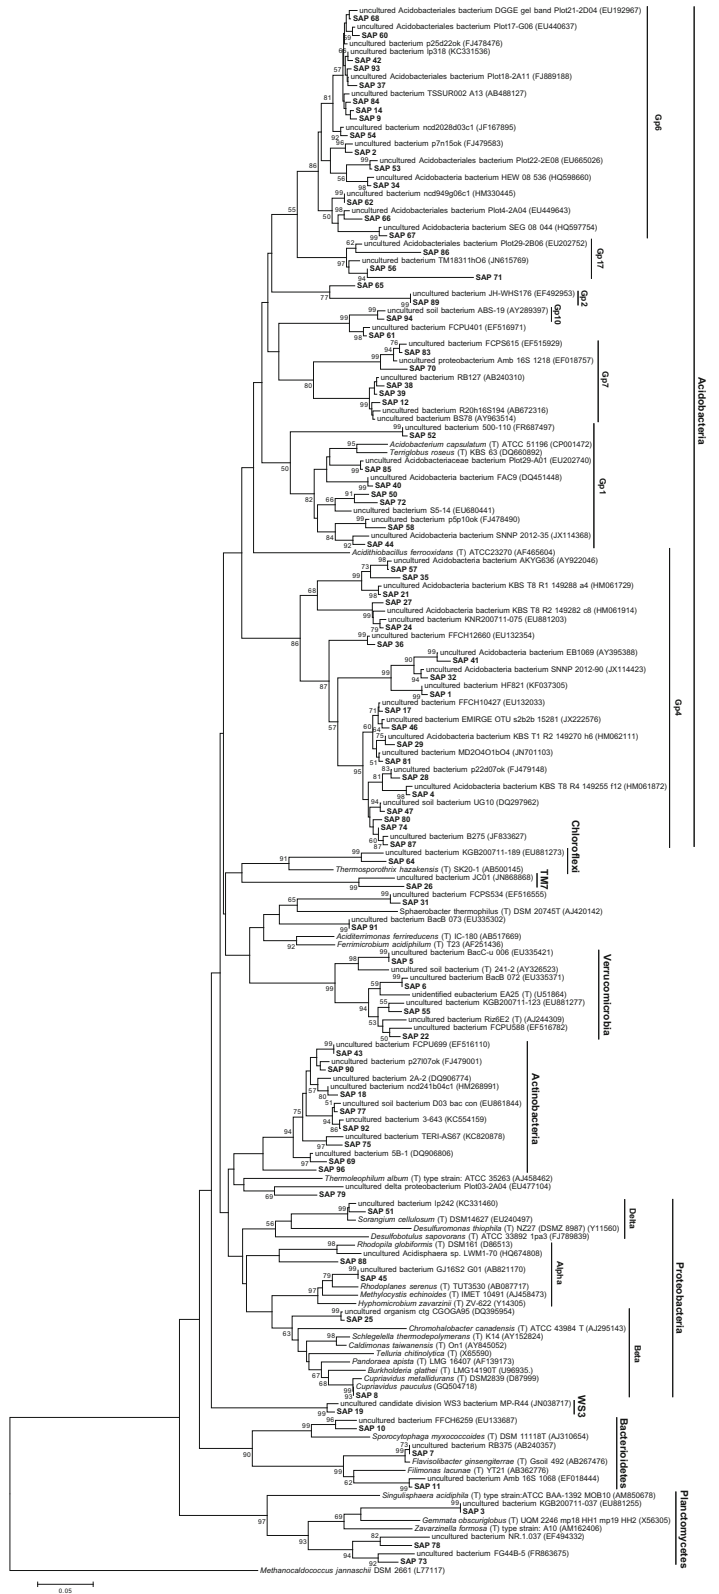 uncultured Acidobacteriales bacterium DGGE gel band Plot21-2D04 (EU192967)
SAP 68
uncultured Acidobacteriales bacterium Plot17-G06 (EU440637)
SAP 60
uncultured bacterium p25d22ok (FJ478476)
uncultured bacterium lp318 (KC331536)
SAP 42
SAP 93
uncultured Acidobacteriales bacterium Plot18-2A11 (FJ889188)
SAP 37
uncultured bacterium TSSUR002 A13 (AB488127)
SAP 84
SAP 14
SAP 9
uncultured bacterium ncd2028d03c1 (JF167895)
SAP 54
uncultured bacterium p7n15ok (FJ479583)
SAP 2
uncultured Acidobacteriales bacterium Plot22-2E08 (EU665026)
SAP 53
uncultured Acidobacteriales bacterium HEW 08 536 (HQ598660)
SAP 34
uncultured bacterium ncd949g06c1 (HM330445)
SAP 62
uncultured Acidobacteriales bacterium Plot4-2A04 (EU449643)
SAP 66
uncultured Acidobacteria bacterium SEG 08 044 (HQ597754)
SAP 67
Gp6
uncultured Acidobacteriales bacterium Plot29-2B06 (EU202752)
SAP 86
uncultured bacterium TM18311hO6 (JN615769)
SAP 56
SAP 71
Gp17
SAP 65
uncultured bacterium JH-WHS176 (EF492953)
SAP 89
Gp2
uncultured soil bacterium ABS-19 (AY289397)
SAP 94
Gp10
uncultured bacterium FCPU401 (EF516971)
SAP 61
uncultured bacterium FCPS615 (EF515929)
SAP 83
uncultured proteobacterium Amb 16S 1218 (EF018757)
SAP 70
uncultured bacterium RB127 (AB240310)
SAP 38
SAP 39
SAP 12
uncultured bacterium R20h16S194 (AB672316)
uncultured bacterium BS78 (AY963514)
Gp7
uncultured bacterium 500-110 (FR687497)
SAP 52
Acidobacterium capsulatum (T) ATCC 51196 (CP001472)
Terriglobus roseus (T) KBS 63 (DQ660892)
uncultured Acidobacteriaceae bacterium Plot29-A01 (EU202740)
SAP 85
uncultured Acidobacteria bacterium FAC9 (DQ451448)
SAP 40
SAP 50
SAP 72
uncultured bacterium S5-14 (EU680441)
uncultured bacterium p5p10ok (FJ478490)
SAP 58
uncultured Acidobacteria bacterium SNNP 2012-35 (JX114368)
SAP 44
Gp1
Acidithiobacillus ferrooxidans (T) ATCC23270 (AF465604)
uncultured Acidobacteria bacterium AKYG636 (AY922046)
SAP 57
SAP 35
uncultured Acidobacteria bacterium KBS T8 R1 149288 a4 (HM061729)
SAP 21
SAP 27
uncultured Acidobacteria bacterium KBS T8 R2 149282 c8 (HM061914)
uncultured bacterium KNR200711-075 (EU881203)
SAP 24
uncultured bacterium FFCH12660 (EU132354)
SAP 36
uncultured Acidobacteria bacterium EB1069 (AY395388)
SAP 41
uncultured Acidobacteria bacterium SNNP 2012-90 (JX114423)
SAP 32
uncultured bacterium HF821 (KF037305)
SAP 1
uncultured bacterium FFCH10427 (EU132033)
SAP 17
uncultured bacterium EMIRGE OTU s2b2b 15281 (JX222576)
SAP 46
uncultured Acidobacteria bacterium KBS T1 R2 149270 h6 (HM062111)
SAP 29
uncultured bacterium MD2O4O1bO4 (JN701103)
SAP 81
uncultured bacterium p22d07ok (FJ479148)
SAP 28
uncultured Acidobacteria bacterium KBS T8 R4 149255 f12 (HM061872)
SAP 4
uncultured soil bacterium UG10 (DQ297962)
SAP 47
SAP 80
SAP 74
uncultured bacterium B275 (JF833627)
SAP 87
Gp4
Acidobacteria
uncultured bacterium KGB200711-189 (EU881273)
SAP 64
Thermosporothrix hazakensis (T) SK20-1 (AB500145)
Chloroflexi
uncultured bacterium JC01 (JN868868)
SAP 26
TM7
uncultured bacterium FCPS534 (EF516555)
SAP 31
Sphaerobacter thermophilus (T) DSM 20745T (AJ420142)
uncultured bacterium BacB 073 (EU335302)
SAP 91
Aciditerrimonas ferrireducens (T) IC-180 (AB517669)
Ferrimicrobium acidiphilum (T) T23 (AF251436)
uncultured bacterium BacC-u 006 (EU335421)
SAP 5
uncultured soil bacterium (T) 241-2 (AY326523)
uncultured bacterium BacB 072 (EU335371)
SAP 6
unidentified eubacterium EA25 (T) (U51864)
uncultured bacterium KGB200711-123 (EU881277)
SAP 55
uncultured bacterium Riz6E2 (T) (AJ244309)
uncultured bacterium FCPU588 (EF516782)
SAP 22
Verrucomicrobia
uncultured bacterium FCPU699 (EF516110)
SAP 43
uncultured bacterium p27l07ok (FJ479001)
SAP 90
uncultured bacterium 2A-2 (DQ906774)
uncultured bacterium ncd241b04c1 (HM268991)
SAP 18
uncultured soil bacterium D03 bac con (EU861844)
SAP 77
uncultured bacterium 3-643 (KC554159)
SAP 92
uncultured bacterium TERI-AS67 (KC820878)
SAP 75
uncultured bacterium 5B-1 (DQ906806)
SAP 69
SAP 96
Actinobacteria
Thermoleophilum album (T) type strain: ATCC 35263 (AJ458462)
uncultured delta proteobacterium Plot03-2A04 (EU477104)
SAP 79
uncultured bacterium lp242 (KC331460)
SAP 51
Sorangium cellulosum (T) DSM14627 (EU240497)
Desulfuromonas thiophila (T) NZ27 (DSMZ 8987) (Y11560)
Desulfobotulus sapovorans (T) ATCC 33892 1pa3 (FJ789839)
Delta
Rhodopila globiformis (T) DSM161 (D86513)
uncultured Acidisphaera sp. LWM1-70 (HQ674808)
SAP 88
uncultured bacterium GJ16S2 G01 (AB821170)
SAP 45
Rhodoplanes serenus (T) TUT3530 (AB087717)
Methylocystis echinoides (T) IMET 10491 (AJ458473)
Hyphomicrobium zavarzinii (T) ZV-622 (Y14305)
Alpha
uncultured organism ctg CGOGA95 (DQ395954)
SAP 25
Chromohalobacter canadensis (T) ATCC 43984 T (AJ295143)
Schlegelella thermodepolymerans (T) K14 (AY152824)
Caldimonas taiwanensis (T) On1 (AY845052)
Telluria chitinolytica (T) (X65590)
Pandoraea apista (T) LMG 16407 (AF139173)
Burkholderia glathei (T) LMG14190T (U96935.)
Cupriavidus metallidurans (T) DSM2839 (D87999)
Cupriavidus pauculus (GQ504718)
SAP 8
Beta
Proteobacteria
uncultured candidate division WS3 bacterium MP-R44 (JN038717)
SAP 19
WS3
uncultured bacterium FFCH6259 (EU133687)
SAP 10
Sporocytophaga myxococcoides (T) DSM 11118T (AJ310654)
uncultured bacterium RB375 (AB240357)
SAP 7
Flavisolibacter ginsengiterrae (T) Gsoil 492 (AB267476)
Filimonas lacunae (T) YT21 (AB362776)
uncultured bacterium Amb 16S 1068 (EF018444)
SAP 11
Bacterioidetes
Singulisphaera acidiphila (T) type strain:ATCC BAA-1392 MOB10 (AM850678)
uncultured bacterium KGB200711-037 (EU881255)
SAP 3
Gemmata obscuriglobus (T) UQM 2246 mp18 HH1 mp19 HH2 (X56305)
Zavarzinella formosa (T) type strain: A10 (AM162406)
uncultured bacterium NR.1.037 (EF494332)
SAP 78
uncultured bacterium FG44B-5 (FR863675)
SAP 73
Planctomycetes
Methanocaldococcus jannaschii DSM 2661 (L77117)
0.05